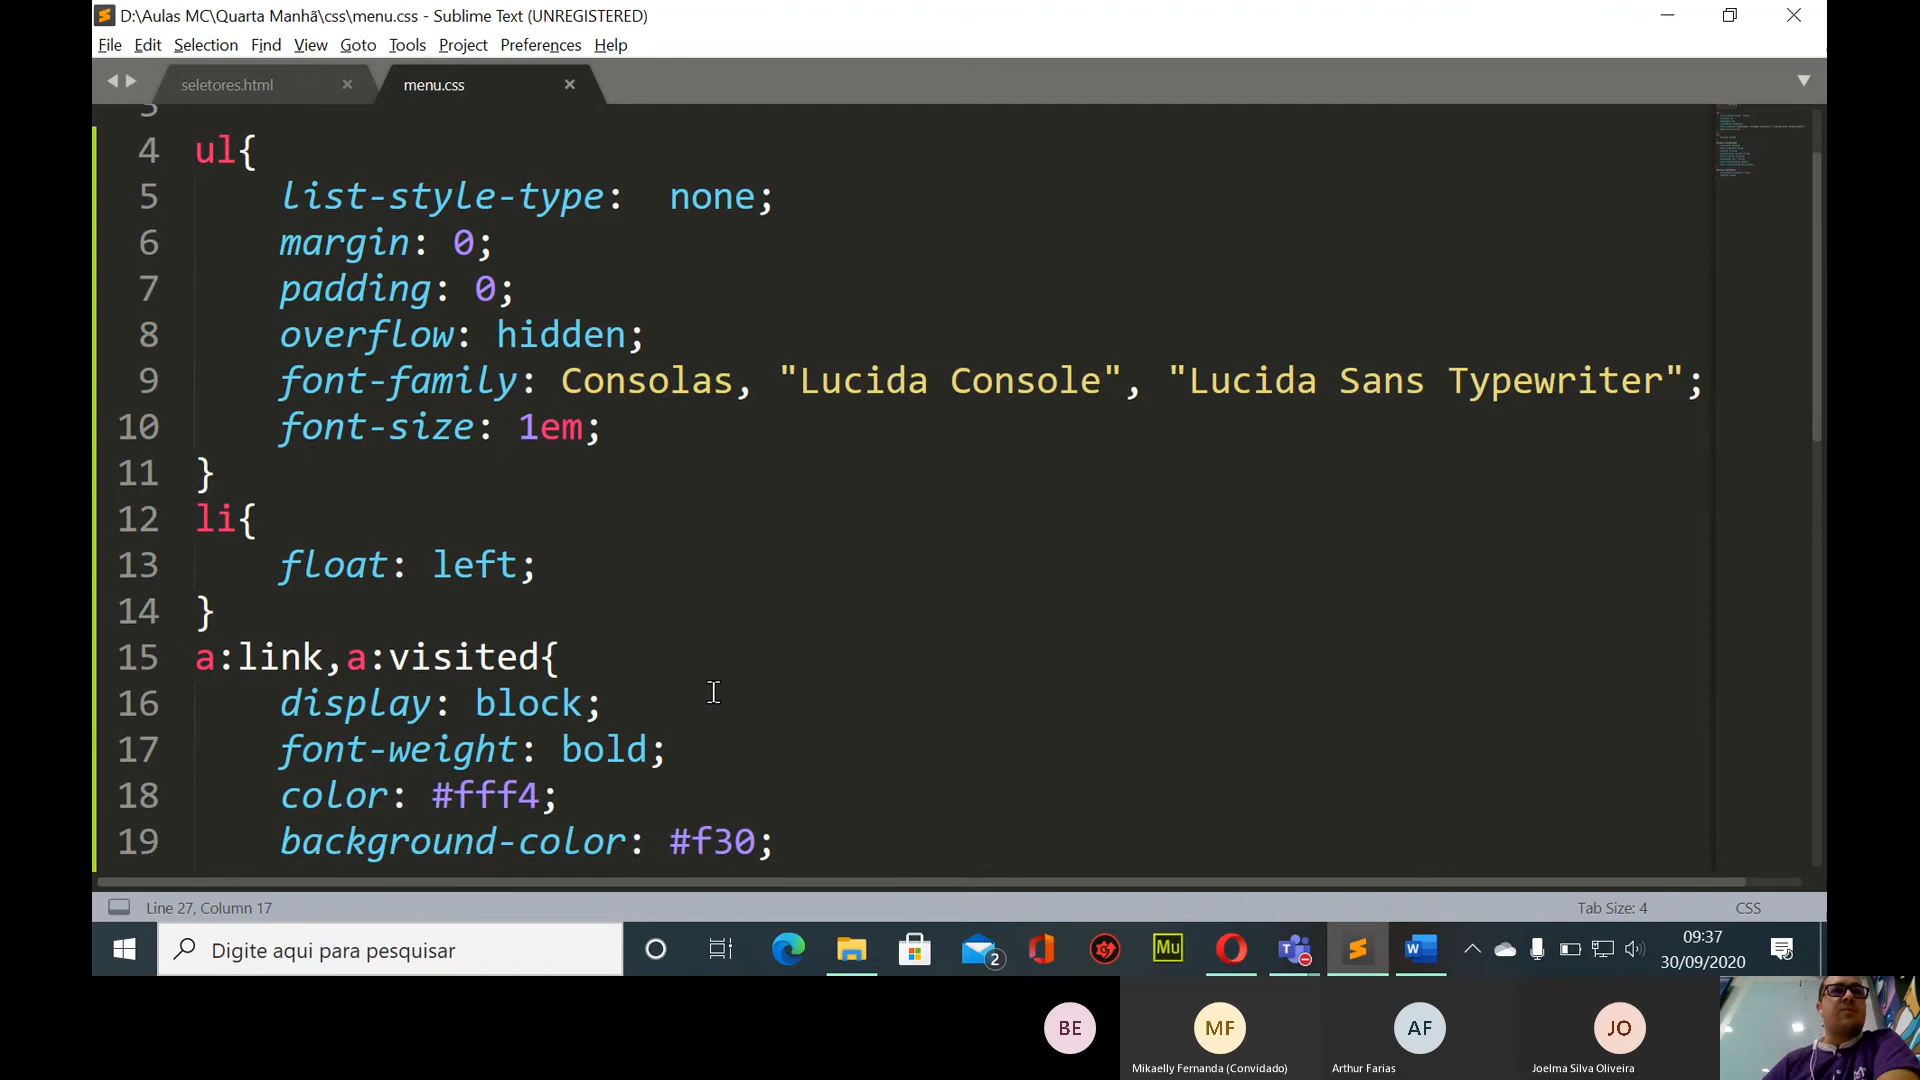 D:\Aulas MC\Quarta Manhã\css\menu.css - Sublime Text (UNREGISTERED)
File Edit Selection Find View Goto Tools Project Preferences Help
seletores.html × menu.css ×
3
4 ul{
5 list-style-type:  none;
6 margin: 0;
7 padding: 0;
8 overflow: hidden;
9 font-family: Consolas, "Lucida Console", "Lucida Sans Typewriter";
10 font-size: 1em;
11 }
12 li{
13 float: left;
14 }
15 a:link,a:visited{
16 display: block;
17 font-weight: bold;
18 color: #fff4;
19 background-color: #f30;
Line 27, Column 17 Tab Size: 4 CSS
Digite aqui para pesquisar 2 Mu W 09:37
30/09/2020
BE MF AF JO
Mikaelly Fernanda (Convidado) Arthur Farias Joelma Silva Oliveira